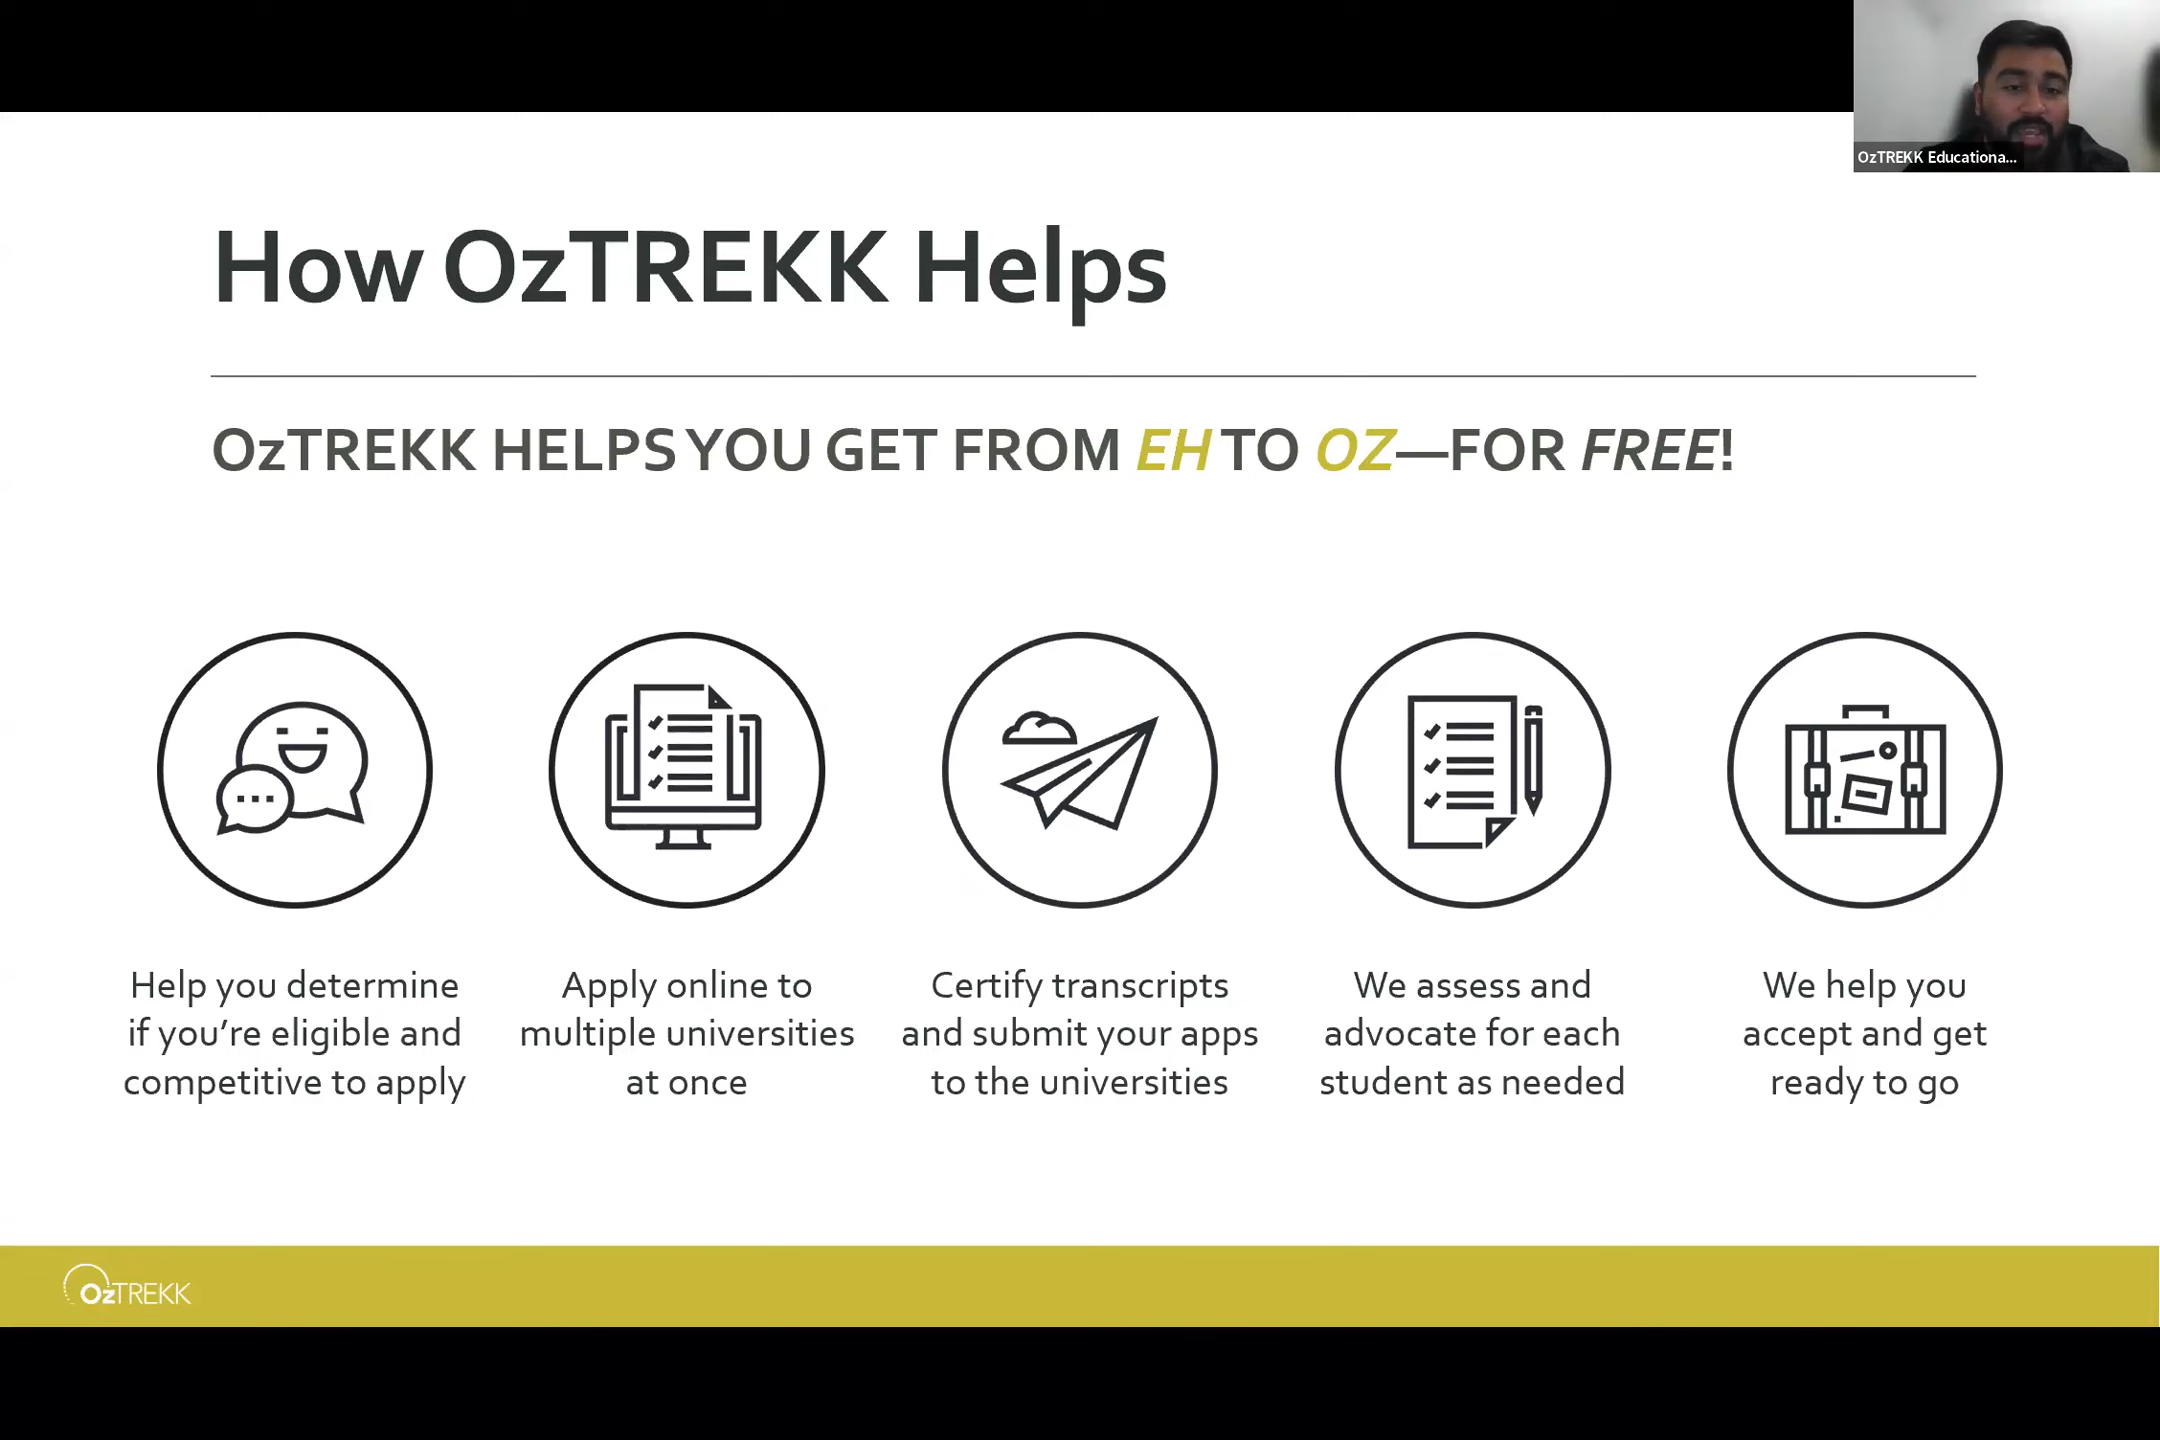 OzTREKK Educationa...
How OzTREKK Helps
OzTREKK HELPS YOU GET FROM EH TO OZ—FOR FREE!
Help you determine
if you’re eligible and
competitive to apply
Apply online to
multiple universities
at once
Certify transcripts
and submit your apps
to the universities
We assess and
advocate for each
student as needed
We help you
accept and get
ready to go
OzTREKK